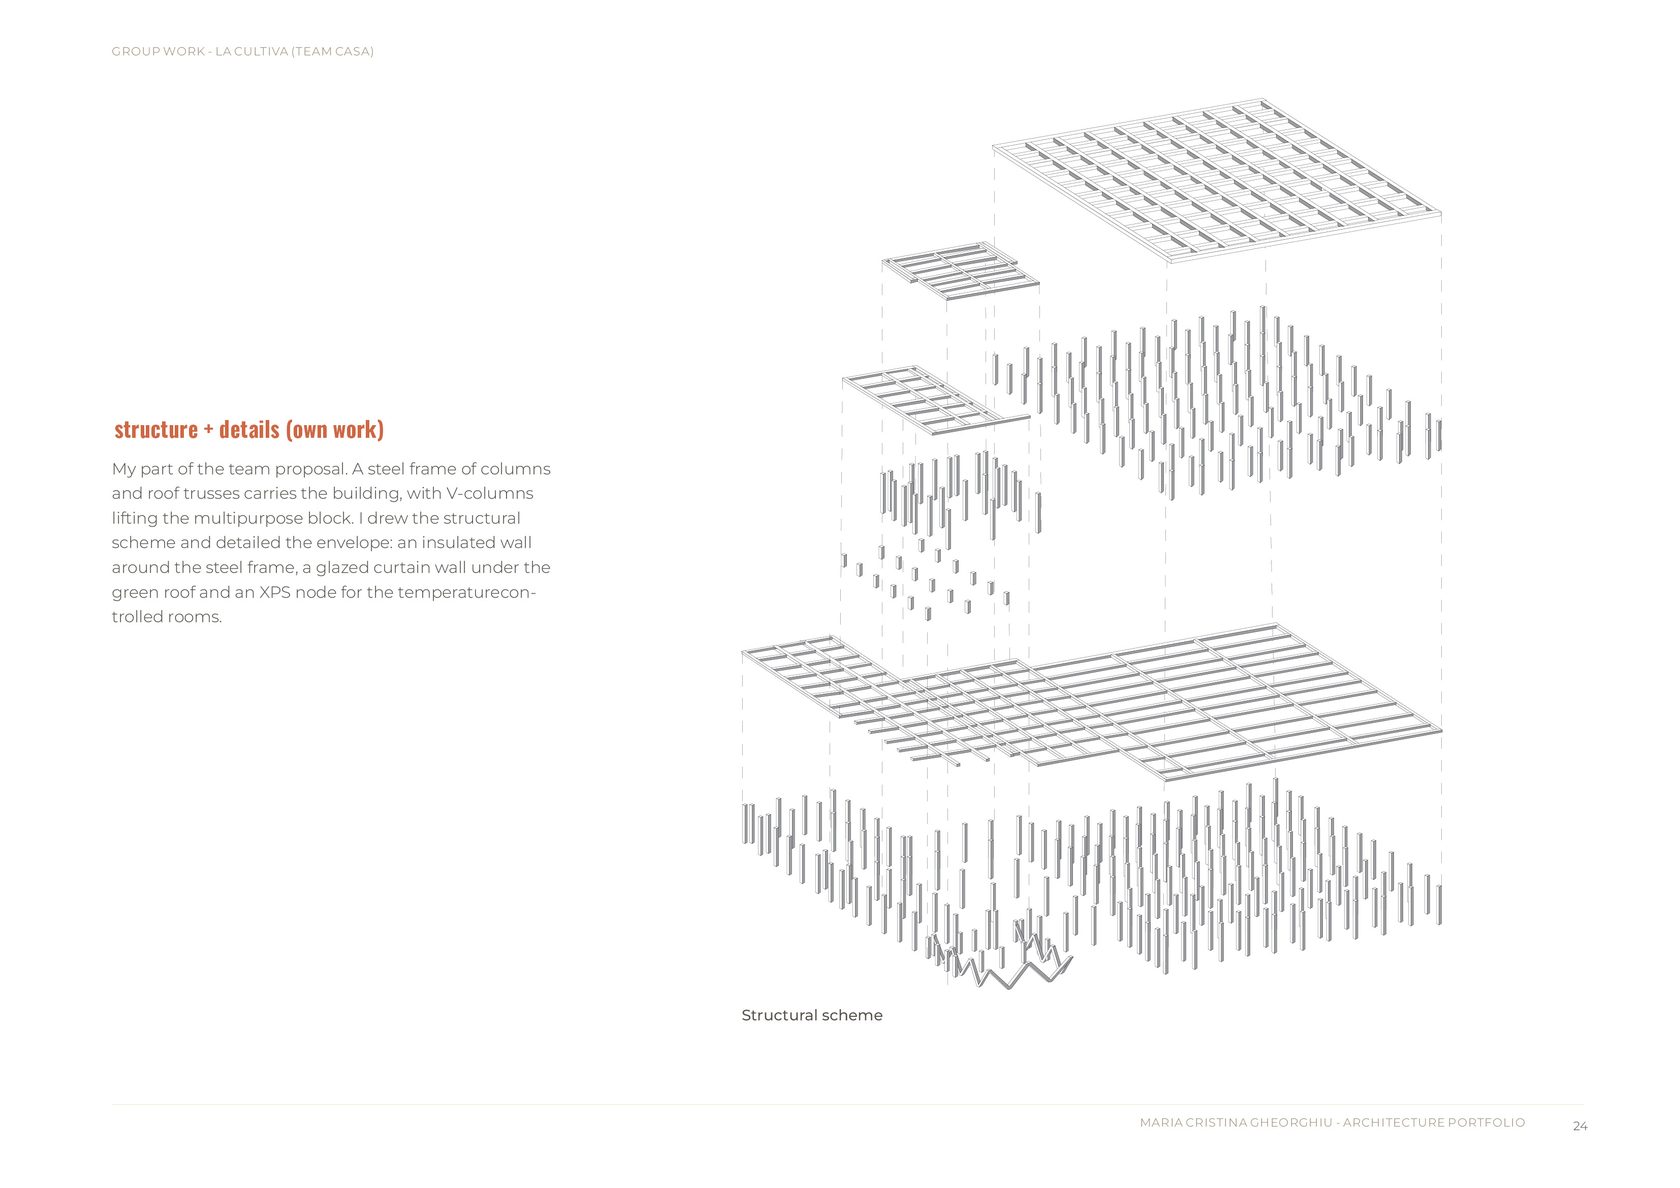 GROUP WORK - LA CULTIVA (TEAM CASA)
structure + details (own work)
My part of the team proposal. A steel frame of columns
and roof trusses carries the building, with V-columns
lifting the multipurpose block. I drew the structural
scheme and detailed the envelope: an insulated wall
around the steel frame, a glazed curtain wall under the
green roof and an XPS node for the temperaturecon-
trolled rooms.
Structural scheme
MARIA CRISTINA GHEORGHIU - ARCHITECTURE PORTFOLIO
24